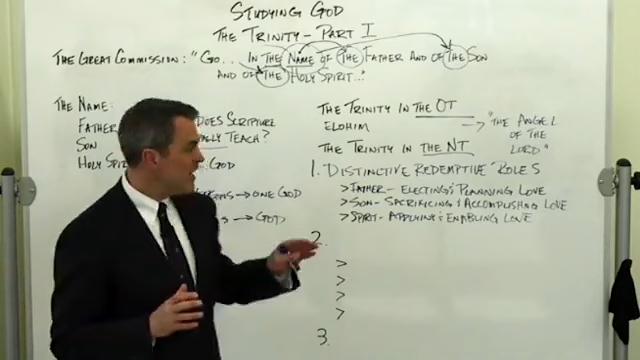 STUDYING GOD
THE TRINITY - PART I
THE GREAT COMMISSION: "GO... IN THE NAME OF THE FATHER AND OF THE SON
AND OF THE HOLY SPIRIT..."
THE NAME:
FATHER
SON
HOLY SPIRIT
DOES SCRIPTURE
TEACH?
GOD
→ ONE GOD
→ GOD
THE TRINITY IN THE OT
ELOHIM → "THE ANGEL
OF THE
LORD"
THE TRINITY IN THE NT
1. DISTINCTIVE REDEMPTIVE ROLES
> FATHER - ELECTING & PLANNING LOVE
> SON - SACRIFICING & ACCOMPLISHING LOVE
> SPIRIT - APPLYING & ENABLING LOVE
2.
>
>
>
>
3.